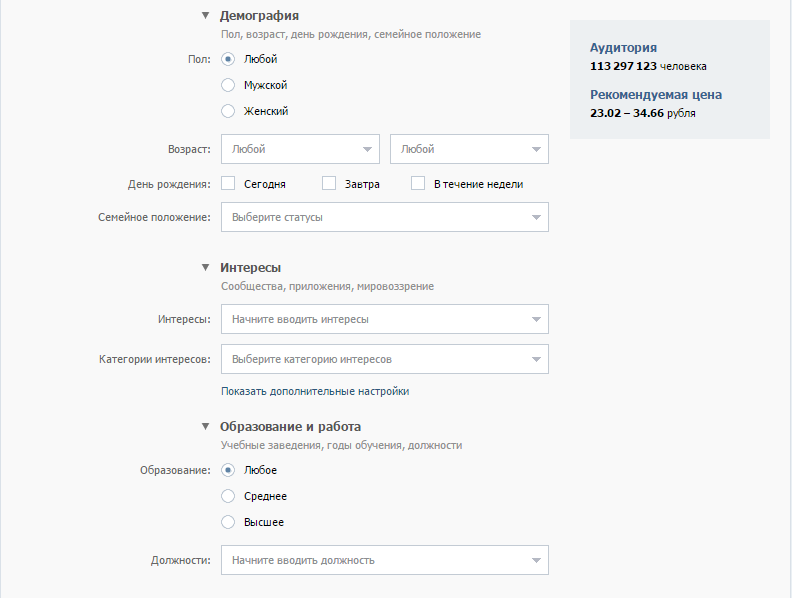 Демография
Пол, возраст, день рождения, семейное положение
Пол: Любой
Мужской
Женский
Возраст: Любой Любой
День рождения: Сегодня Завтра В течение недели
Семейное положение: Выберите статусы
Интересы
Сообщества, приложения, мировоззрение
Интересы: Начните вводить интересы
Категории интересов: Выберите категорию интересов
Показать дополнительные настройки
Образование и работа
Учебные заведения, годы обучения, должности
Образование: Любое
Среднее
Высшее
Должности: Начните вводить должность
Аудитория
113 297 123 человека
Рекомендуемая цена
23.02 – 34.66 рубля